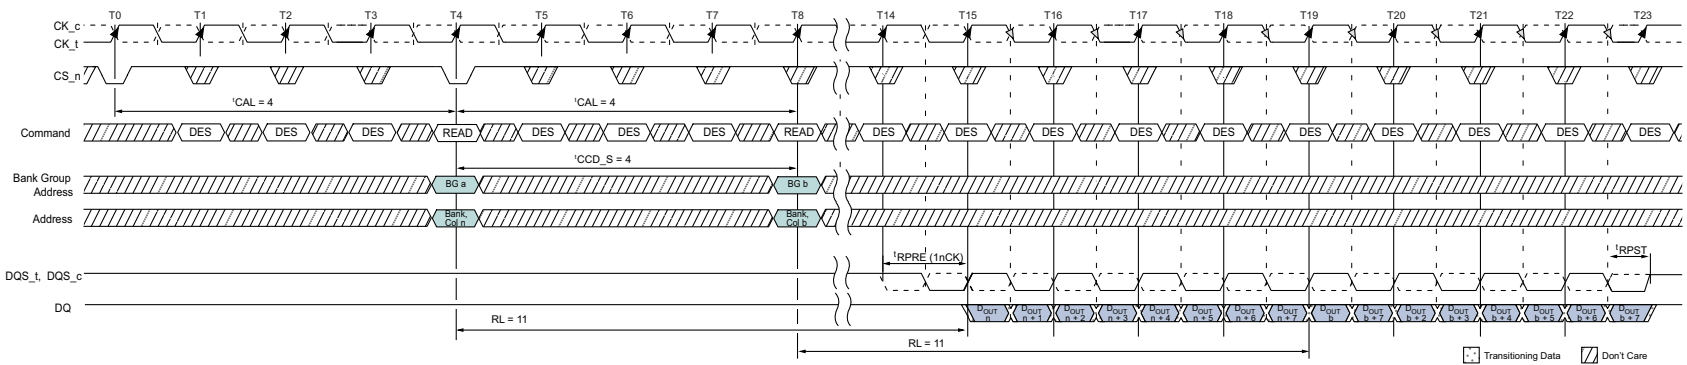 T0 T1 T2 T3 T4 T5 T6 T7 T8 T14 T15 T16 T17 T18 T19 T20 T21 T22 T23
CK_c
CK_t
CS_n
tCAL = 4 tCAL = 4
Command DES DES DES READ DES DES DES READ DES DES DES DES DES DES DES DES DES DES
tCCD_S = 4
Bank Group
Address
BG a BG b
Address
Bank,
Col n
Bank,
Col b
tRPRE (1nCK) tRPST
DQS_t, DQS_c
DQ
DOUT
n
DOUT
n + 1
DOUT
n + 2
DOUT
n + 3
DOUT
n + 4
DOUT
n + 5
DOUT
n + 6
DOUT
n + 7
DOUT
b
DOUT
b + 7
DOUT
b + 2
DOUT
b + 3
DOUT
b + 4
DOUT
b + 5
DOUT
b + 6
DOUT
b + 7
RL = 11
RL = 11
Transitioning Data Don't Care